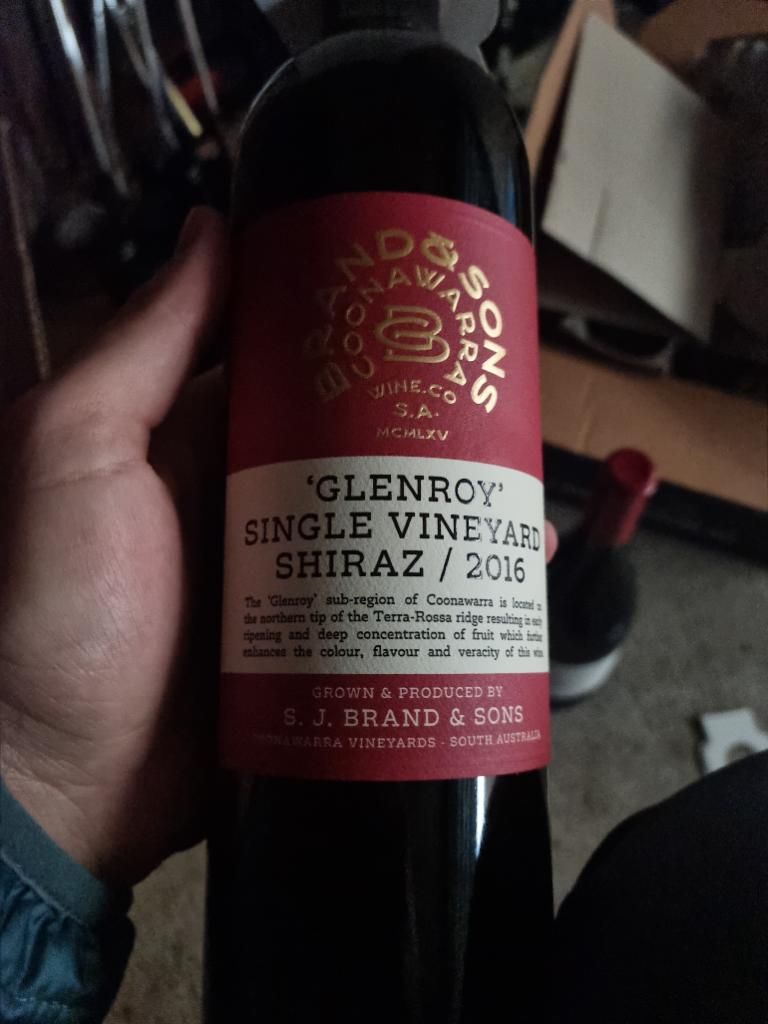 BRAND & SONS
COONAWARRA
WINE.CO
S.A.
MCMLXV
'GLENROY'
SINGLE VINEYARD
SHIRAZ / 2016
The 'Glenroy' sub-region of Coonawarra is located on
the northern tip of the Terra-Rossa ridge resulting in early
ripening and deep concentration of fruit which further
enhances the colour, flavour and veracity of this wine.
GROWN & PRODUCED BY
S. J. BRAND & SONS
COONAWARRA VINEYARDS - SOUTH AUSTRALIA